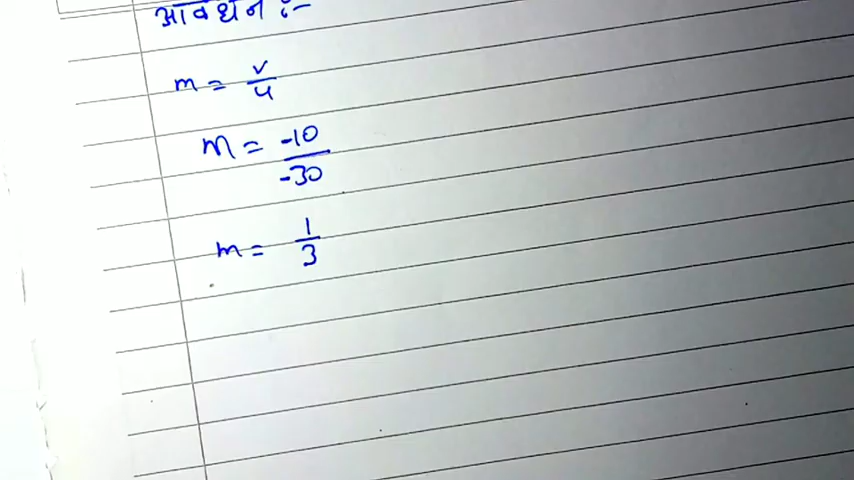 आवर्धन :-
m = v/u
m = -10/-30
m = 1/3